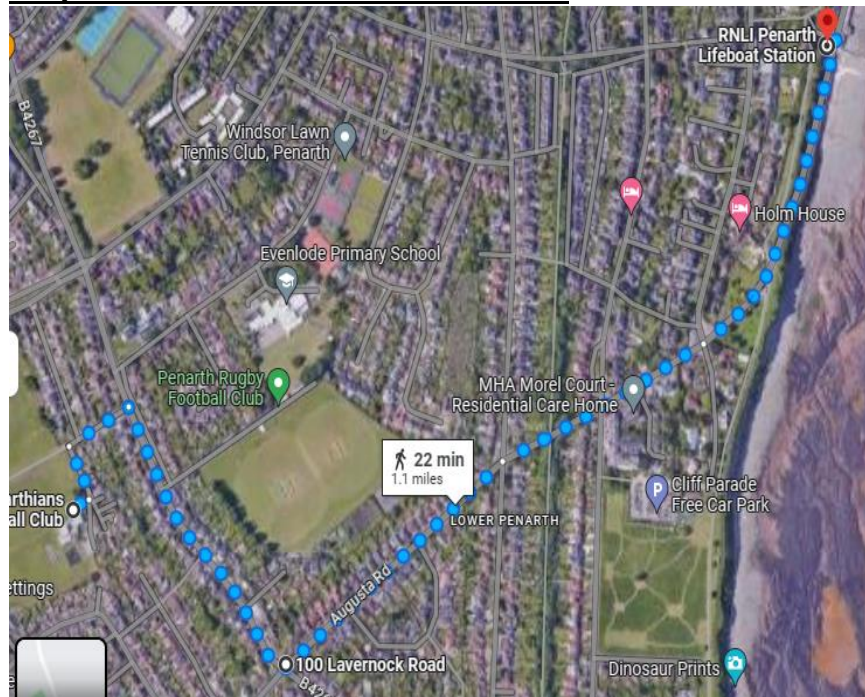 RNLI Penarth
Lifeboat Station
B4267
Windsor Lawn
Tennis Club, Penarth
Holm House
Evenlode Primary School
Penarth Rugby
Football Club
MHA Morel Court -
Residential Care Home
22 min
1.1 miles
Cliff Parade
Free Car Park
arthians
all Club
LOWER PENARTH
P
ettings
Augusta Rd
100 Lavernock Road
Dinosaur Prints